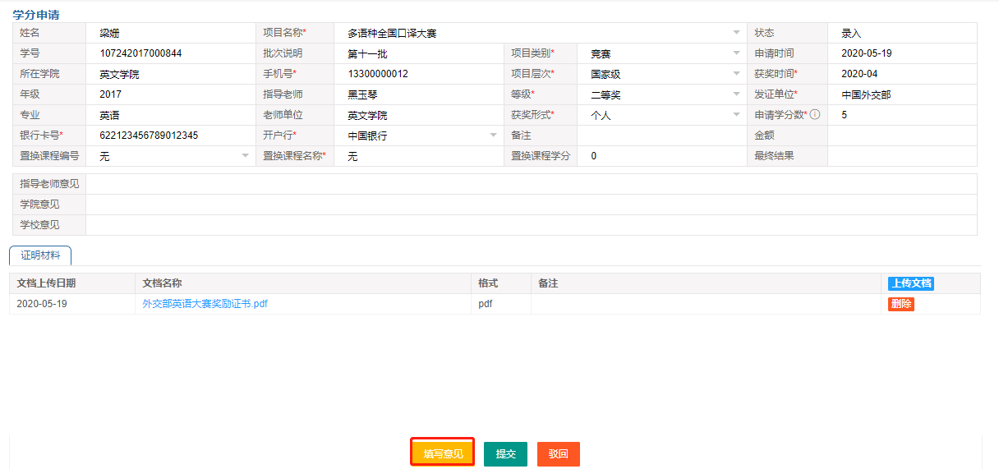 学分申请
姓名 梁姗 项目名称* 多语种全国口译大赛 状态 录入
学号 107242017000844 批次说明 第十一批 项目类别* 竞赛 申请时间 2020-05-19
所在学院 英文学院 手机号* 13300000012 项目层次* 国家级 获奖时间* 2020-04
年级 2017 指导老师 黑玉琴 等级* 二等奖 发证单位* 中国外交部
专业 英语 老师单位 英文学院 获奖形式* 个人 申请学分数* 5
银行卡号* 622123456789012345 开户行* 中国银行 备注 金额
置换课程编号 无 置换课程名称* 无 置换课程学分 0 最终结果
指导老师意见
学院意见
学校意见
证明材料
文档上传日期 文档名称 格式 备注 上传文档
2020-05-19 外交部英语大赛奖励证书.pdf pdf 删除
填写意见 提交 驳回